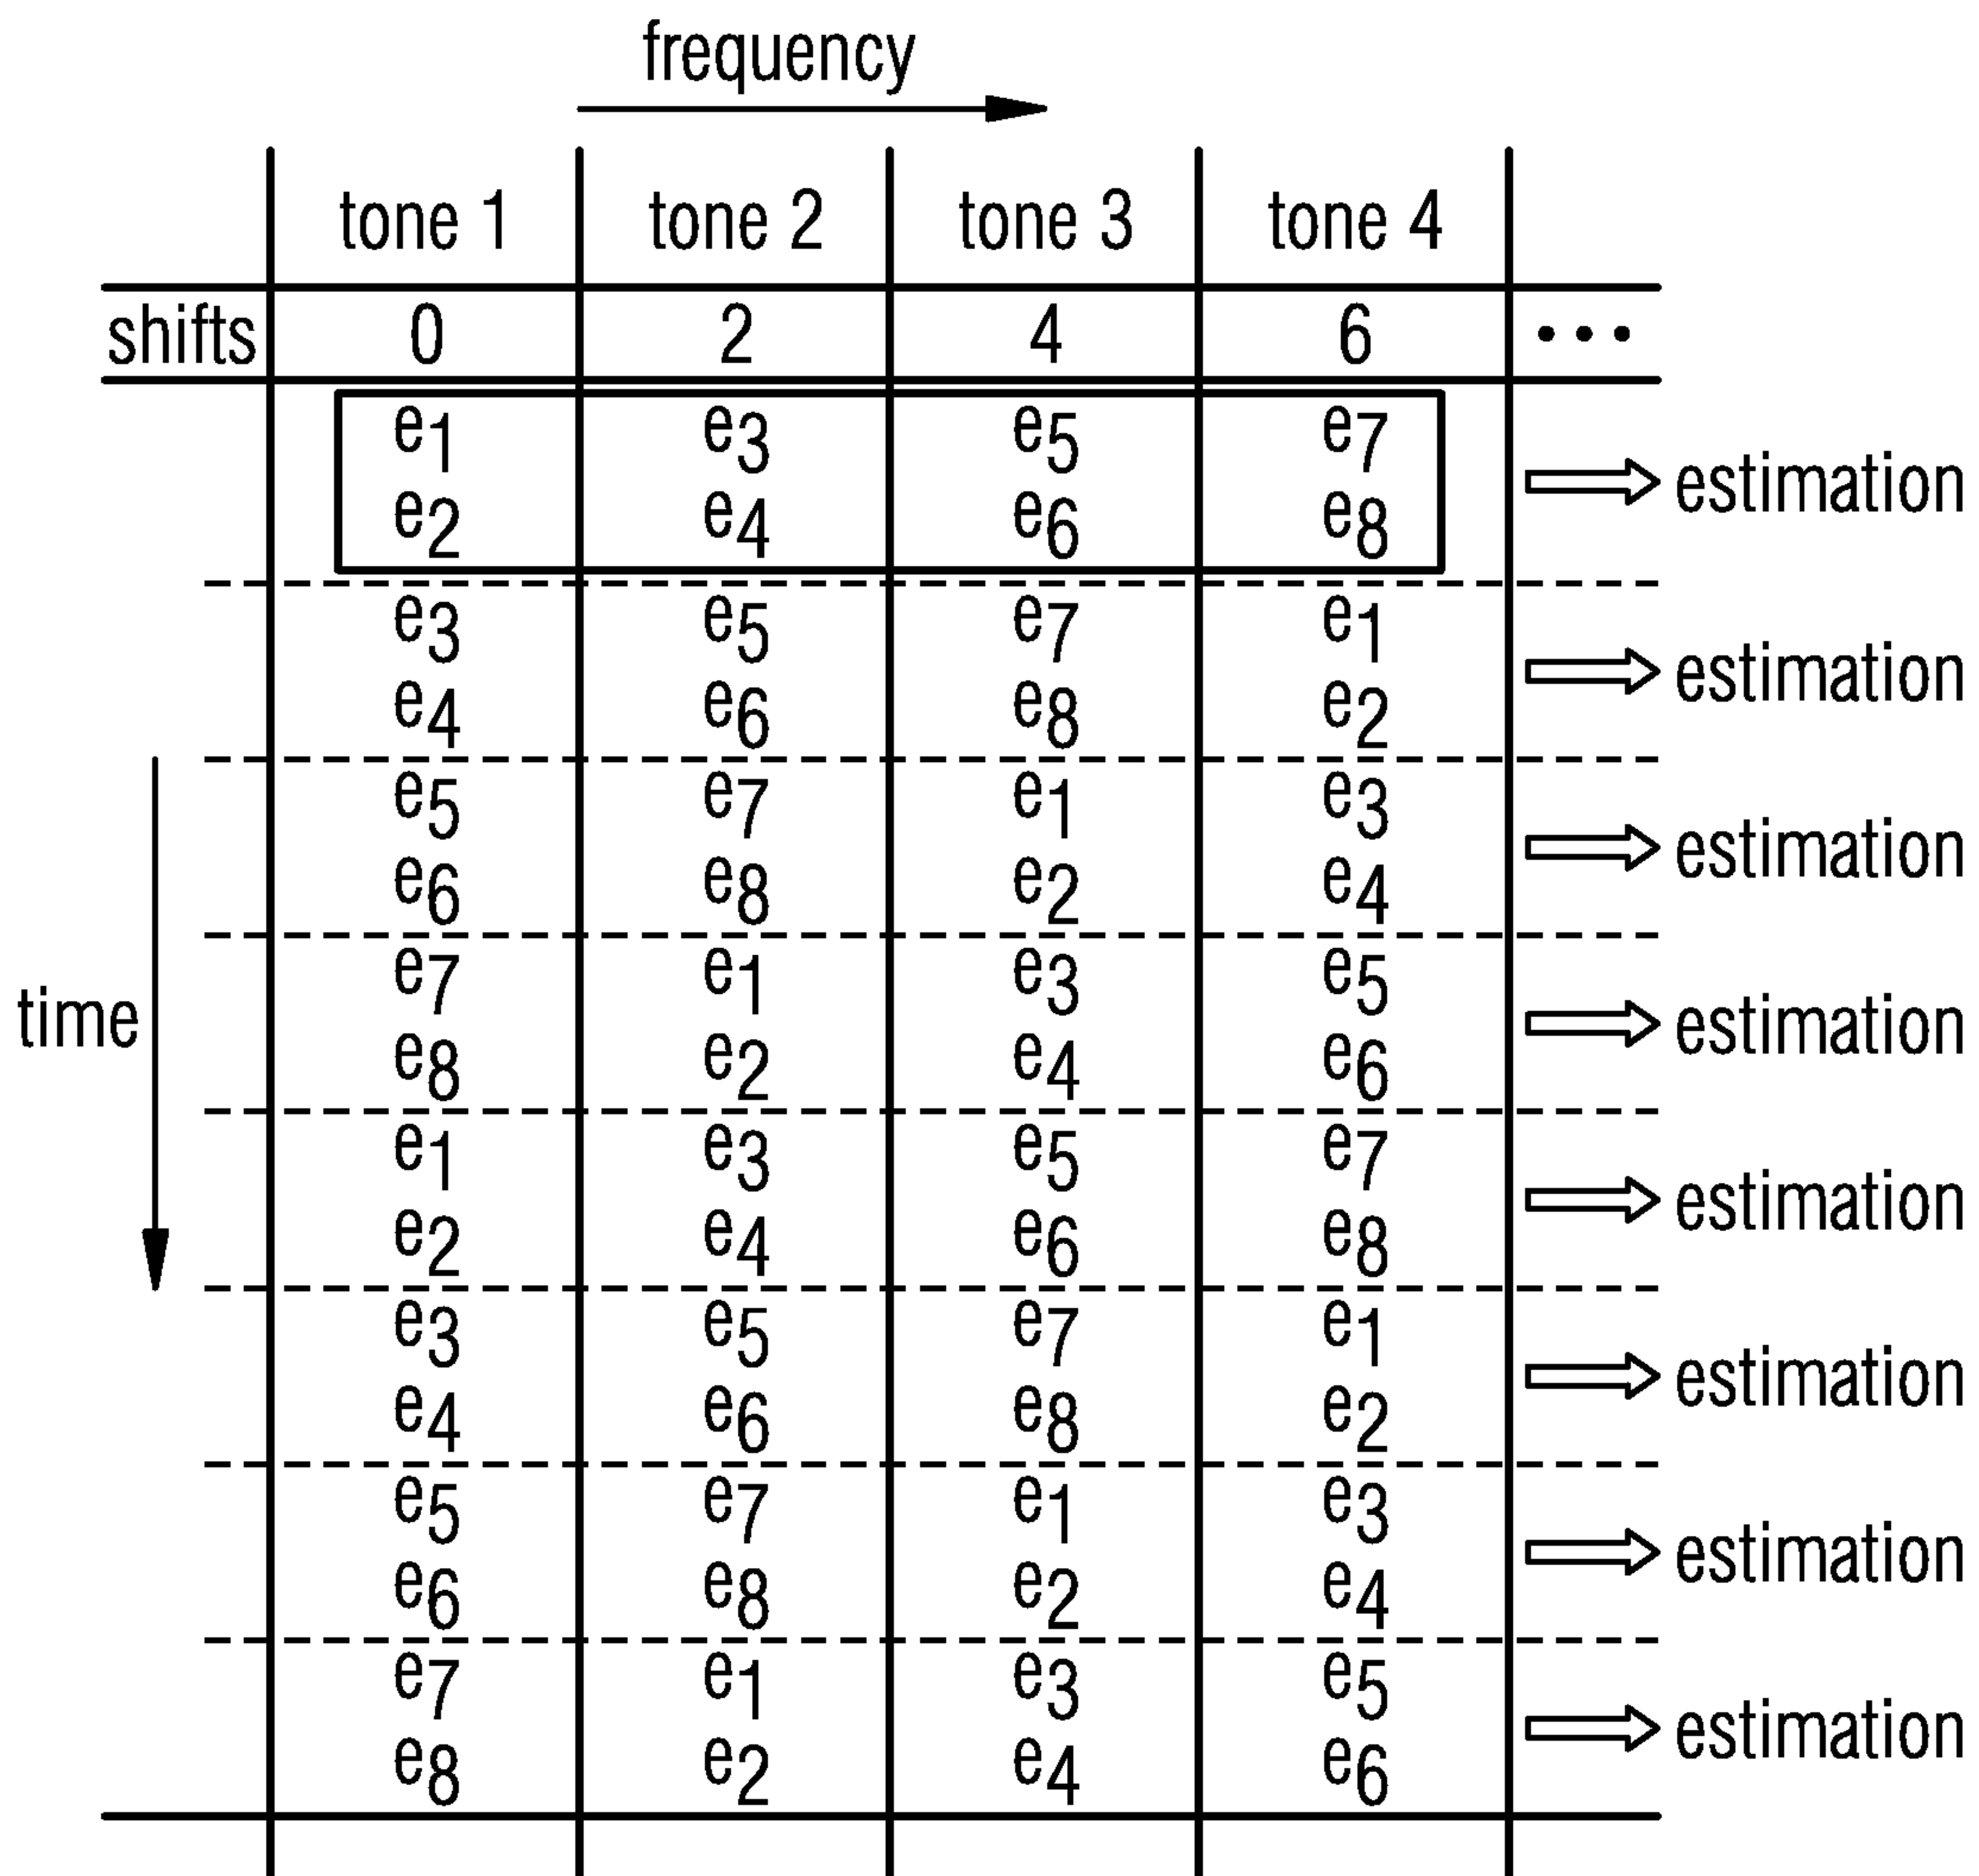 frequency
tone 1 tone 2 tone 3 tone 4
shifts 0 2 4 6 •••
e1 e3 e5 e7
estimation
e2 e4 e6 e8
e3 e5 e7 e1
estimation
e4 e6 e8 e2
e5 e7 e1 e3
estimation
e6 e8 e2 e4
e7 e1 e3 e5
time estimation
e8 e2 e4 e6
e1 e3 e5 e7
estimation
e2 e4 e6 e8
e3 e5 e7 e1
estimation
e4 e6 e8 e2
e5 e7 e1 e3
estimation
e6 e8 e2 e4
e7 e1 e3 e5
estimation
e8 e2 e4 e6